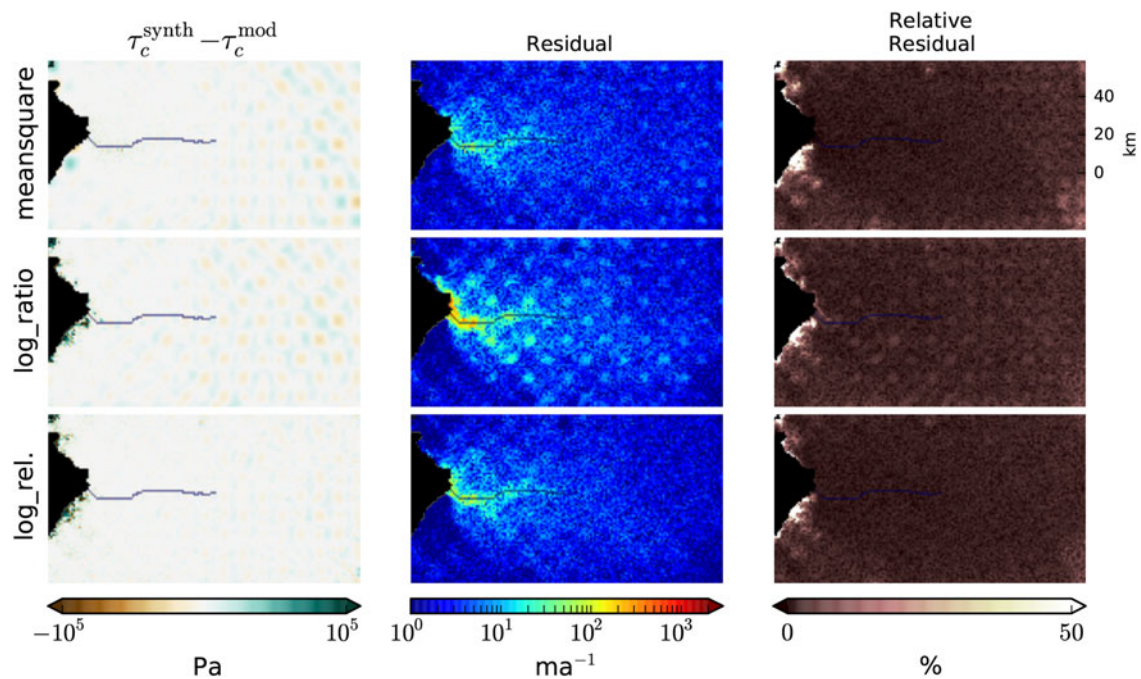 τ_c^synth − τ_c^mod
Residual
Relative
Residual
meansquare
log_ratio
log_rel.
40
20
0
km
−10^5
10^5
Pa
10^0
10^1
10^2
10^3
ma^−1
0
50
%